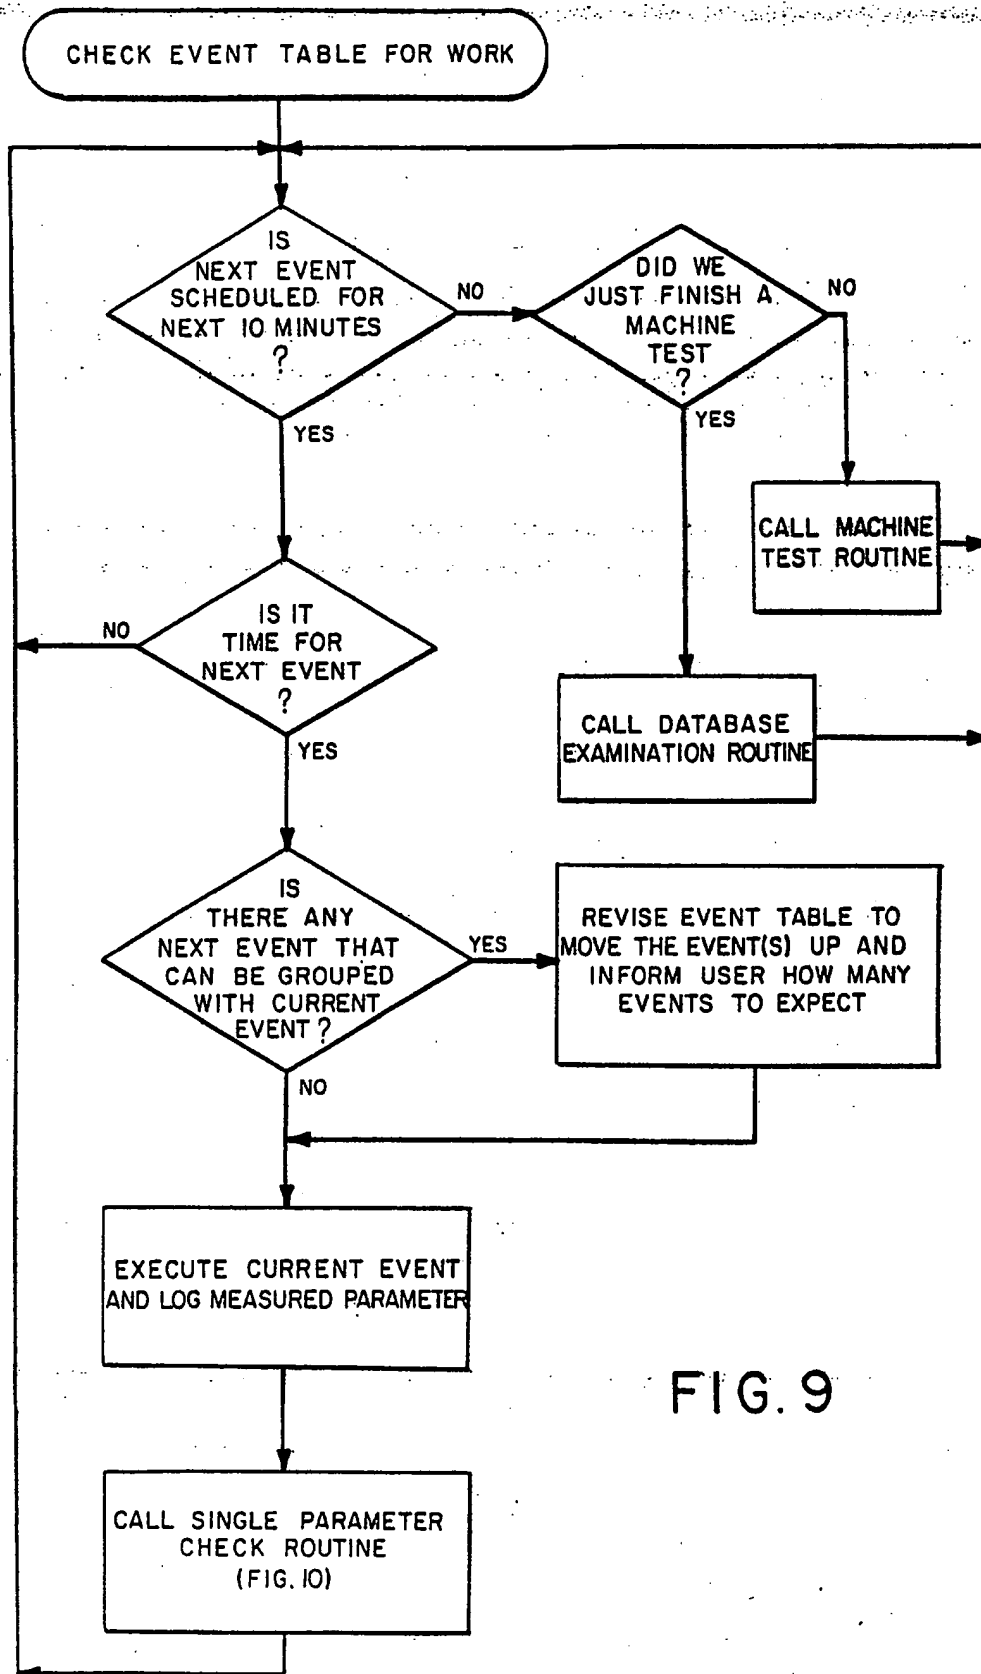 CHECK EVENT TABLE FOR WORK
IS
NEXT EVENT
SCHEDULED FOR
NEXT 10 MINUTES
?
NO
YES
DID WE
JUST FINISH A
MACHINE
TEST
?
NO
YES
CALL MACHINE
TEST ROUTINE
IS IT
TIME FOR
NEXT EVENT
?
NO
YES
CALL DATABASE
EXAMINATION ROUTINE
IS
THERE ANY
NEXT EVENT THAT
CAN BE GROUPED
WITH CURRENT
EVENT?
YES
NO
REVISE EVENT TABLE TO
MOVE THE EVENT(S) UP AND
INFORM USER HOW MANY
EVENTS TO EXPECT
EXECUTE CURRENT EVENT
AND LOG MEASURED PARAMETER
FIG. 9
CALL SINGLE PARAMETER
CHECK ROUTINE
(FIG. 10)